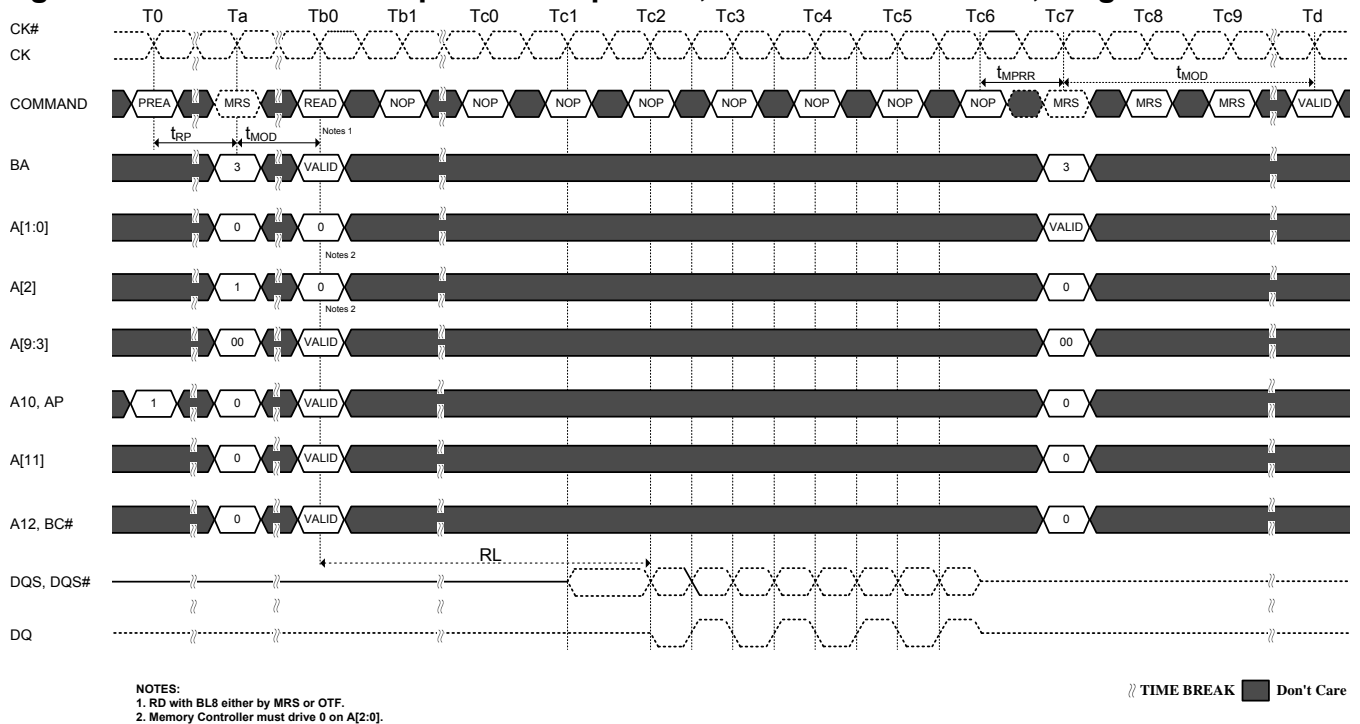 T0 Ta Tb0 Tb1 Tc0 Tc1 Tc2 Tc3 Tc4 Tc5 Tc6 Tc7 Tc8 Tc9 Td
CK#
CK
tMPRR tMOD
COMMAND PREA MRS READ NOP NOP NOP NOP NOP NOP NOP NOP MRS MRS MRS VALID
tRP tMOD Notes 1
BA 3 VALID 3
A[1:0] 0 0 VALID
Notes 2
A[2] 1 0 0
Notes 2
A[9:3] 00 VALID 00
A10, AP 1 0 VALID 0
A[11] 0 VALID 0
A12, BC# 0 VALID 0
RL
DQS, DQS#
DQ
NOTES:
1. RD with BL8 either by MRS or OTF.
2. Memory Controller must drive 0 on A[2:0].
TIME BREAK Don't Care